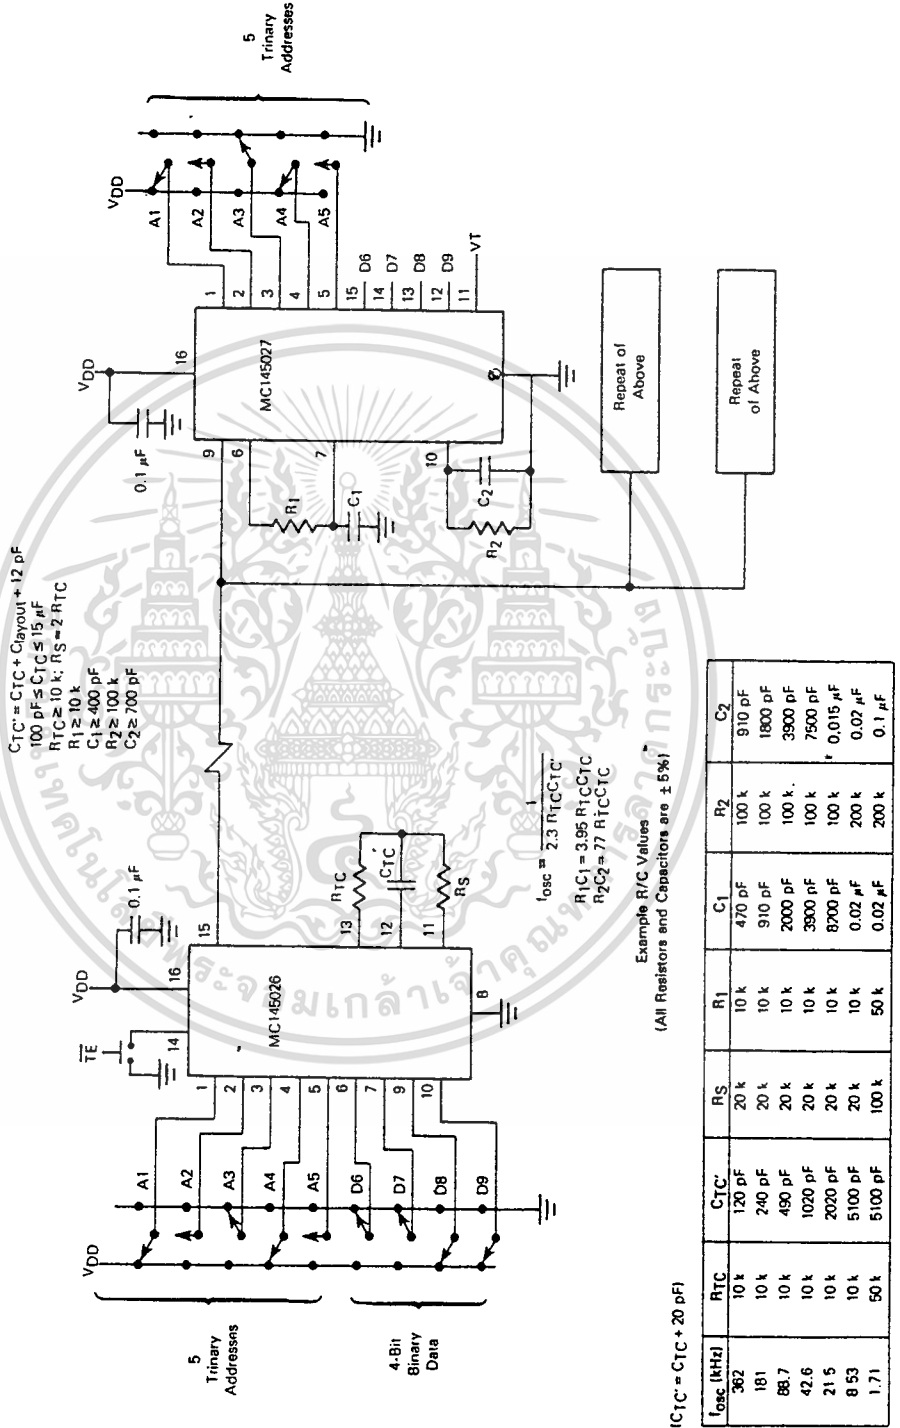 CTC' = CTC + Clayout + 12 pF
100 pF ≤ CTC ≤ 15 µF
RTC ≥ 10 k; RS ≈ 2 RTC
R1 ≥ 10 k
C1 ≥ 400 pF
R2 ≥ 100 k
C2 ≥ 700 pF
5
Trinary
Addresses
4-Bit
Binary
Data
VDD
A1
A2
A3
A4
A5
D6
D7
D8
D9
TE
VDD
0.1 µF
14
16
1
2
3
4
5
6
7
9
10
MC145026
15
13
12
11
8
RTC
CTC'
RS
VDD
0.1 µF
16
9
6
7
10
MC145027
R1
C1
R2
C2
1
2
3
4
5
15 D6
14 D7
13 D8
12 D9
11 VT
VDD
A1
A2
A3
A4
A5
5
Trinary
Addresses
Repeat of
Above
Repeat
of Above
fosc = 1
2.3 RTCCTC'
R1C1 = 3.95 RTCCTC
R2C2 = 77 RTCCTC
Example R/C Values
(All Resistors and Capacitors are ± 5%)
(CTC' = CTC + 20 pF)
fosc (kHz) RTC CTC' RS R1 C1 R2 C2
362 10 k 120 pF 20 k 10 k 470 pF 100 k 910 pF
181 10 k 240 pF 20 k 10 k 910 pF 100 k 1800 pF
88.7 10 k 490 pF 20 k 10 k 2000 pF 100 k. 3900 pF
42.6 10 k 1020 pF 20 k 10 k 3900 pF 100 k 7500 pF
21 5 10 k 2020 pF 20 k 10 k 8200 pF 100 k 0.015 µF
8 53 10 k 5100 pF 20 k 10 k 0.02 µF 200 k 0.02 µF
1.71 50 k 5100 pF 100 k 50 k 0.02 µF 200 k 0.1 µF